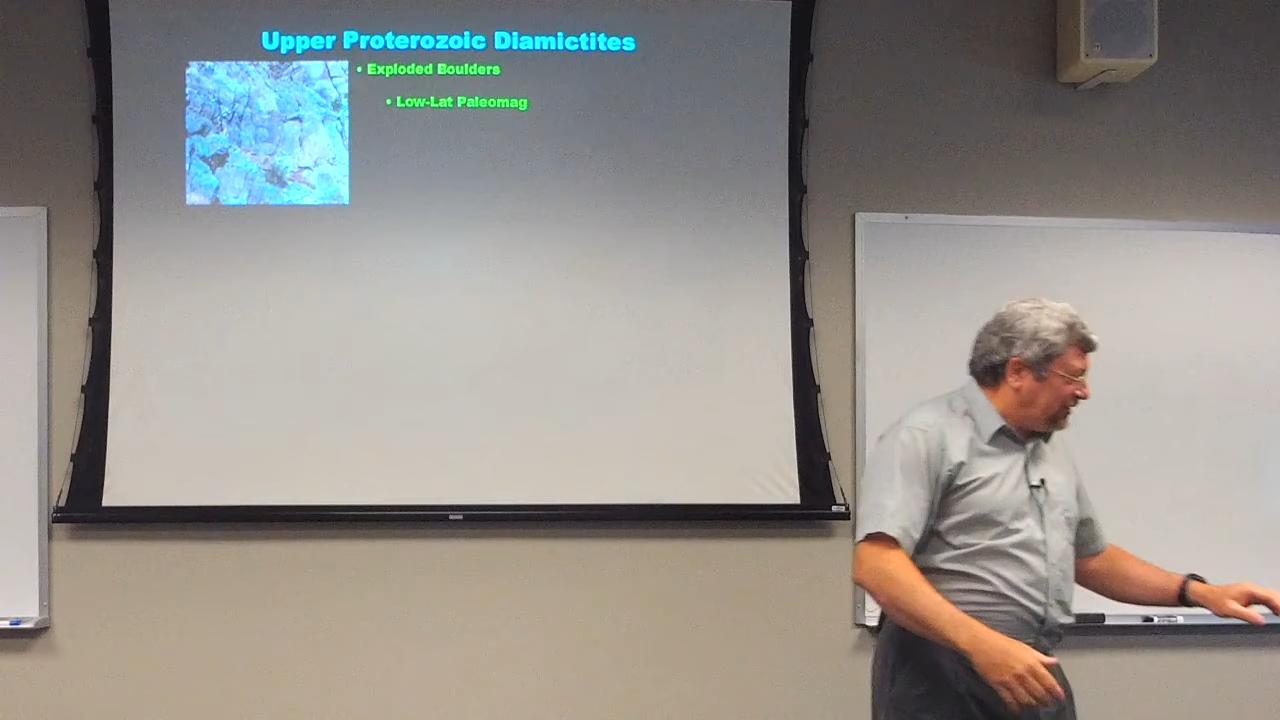 Upper Proterozoic Diamictites
• Exploded Boulders
• Low-Lat Paleomag